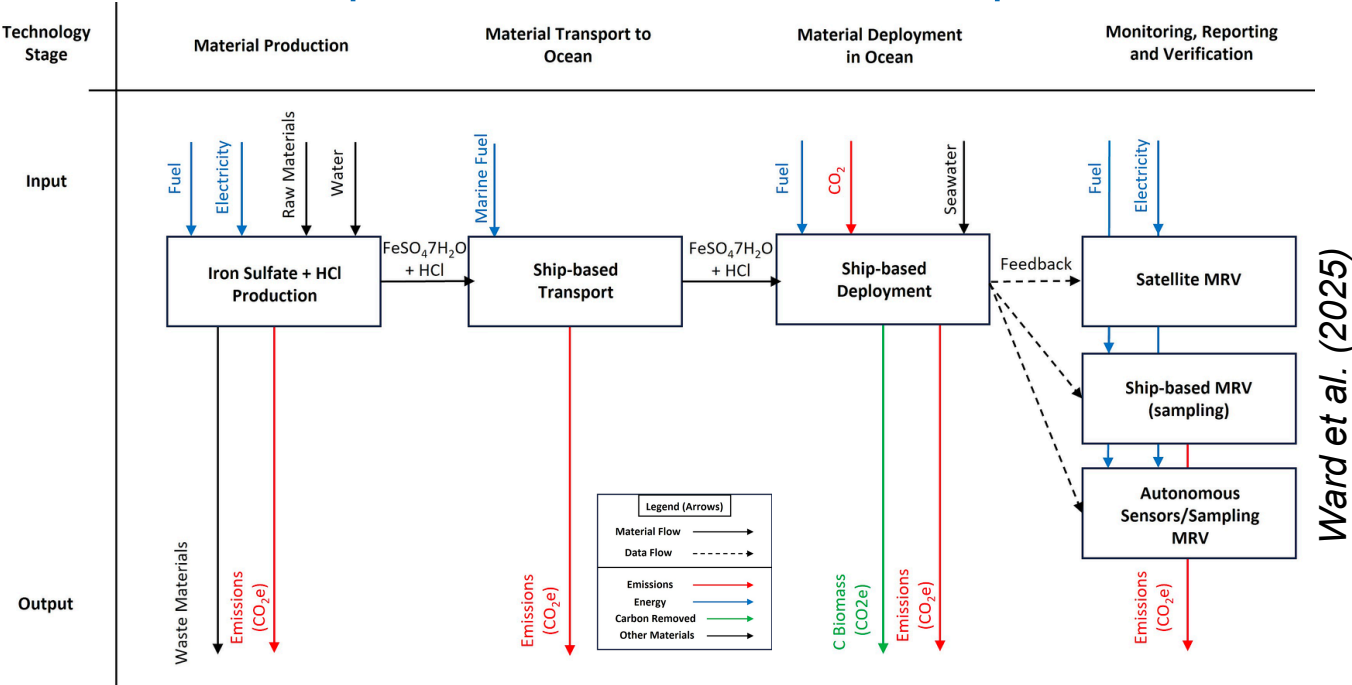 Technology
Stage
Material Production
Material Transport to
Ocean
Material Deployment
in Ocean
Monitoring, Reporting
and Verification
Input
Fuel
Electricity
Raw Materials
Water
Marine Fuel
Fuel
CO₂
Seawater
Fuel
Electricity
Iron Sulfate + HCl
Production
FeSO₄7H₂O
+ HCl
Ship-based
Transport
FeSO₄7H₂O
+ HCl
Ship-based
Deployment
Feedback
Satellite MRV
Ship-based MRV
(sampling)
Autonomous
Sensors/Sampling
MRV
Ward et al. (2025)
Legend (Arrows)
Material Flow
Data Flow
Emissions
Energy
Carbon Removed
Other Materials
Output
Waste Materials
Emissions
(CO₂e)
Emissions
(CO₂e)
C Biomass
(CO2e)
Emissions
(CO₂e)
Emissions
(CO₂e)